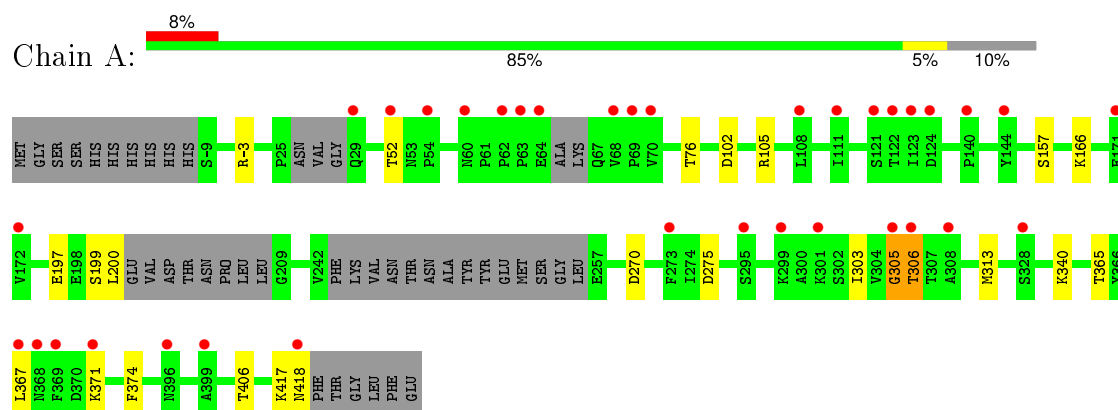 8%
Chain A:
85% 5% 10%
MET GLY SER SER HIS HIS HIS HIS HIS HIS HIS S-9 R-3 P25 ASN VAL GLY Q29 T52 N53 P54 N60 P61 P62 P63 E64 ALA LYS Q67 V68 P69 V70 T76 D102 R105 L108 I111 S121 T122 I123 D124 P140 Y144 S157 K166 E171
V172 E197 E198 S199 L200 GLU VAL ASP THR ASN PRO LEU LEU G209 V242 PHE LYS VAL ASN THR ASN ALA TYR TYR GLU MET SER GLY LEU E257 D270 F273 I274 D275 S295 K299 A300 K301 S302 I303 V304 G305 T306 T307 A308 M313 S328 K340 T365 Y366
L367 N368 F369 D370 K371 F374 N396 A399 T406 K417 N418 PHE THR GLY LEU PHE GLU